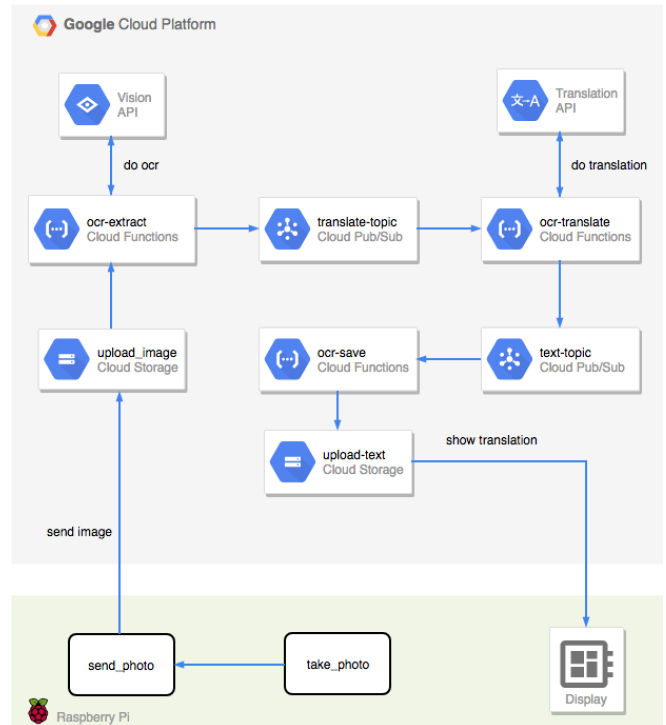 Google Cloud Platform
Vision
API
Translation
API
文→A
do ocr
do translation
ocr-extract
Cloud Functions
translate-topic
Cloud Pub/Sub
ocr-translate
Cloud Functions
upload_image
Cloud Storage
ocr-save
Cloud Functions
text-topic
Cloud Pub/Sub
upload-text
Cloud Storage
show translation
send image
send_photo
take_photo
Display
Raspberry Pi